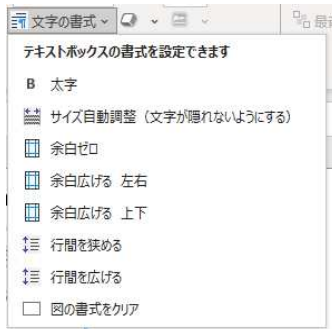 文字の書式
最
テキストボックスの書式を設定できます
B 太字
サイズ自動調整（文字が隠れないようにする）
余白ゼロ
余白広げる 左右
余白広げる 上下
行間を狭める
行間を広げる
図の書式をクリア